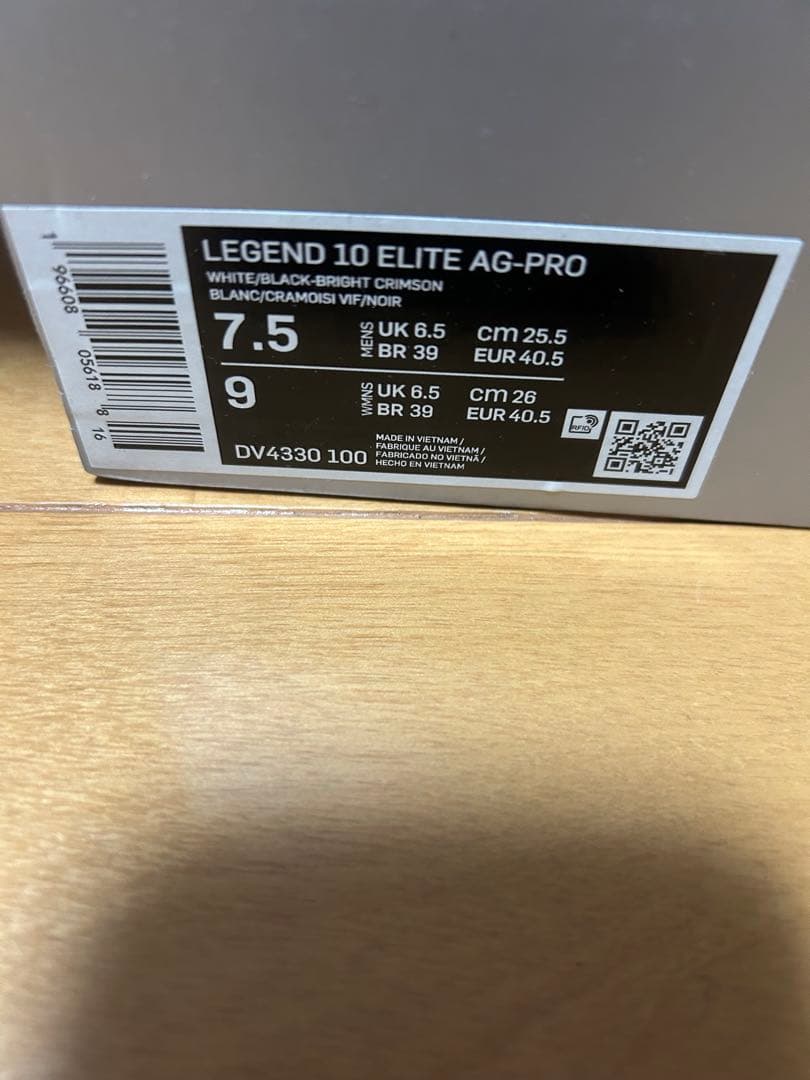 LEGEND 10 ELITE AG-PRO
WHITE/BLACK-BRIGHT CRIMSON
BLANC/CRAMOISI VIF/NOIR
7.5 MENS UK 6.5 cm 25.5
BR 39 EUR 40.5
9 WMNS UK 6.5 cm 26
BR 39 EUR 40.5
RFID
DV4330 100
MADE IN VIETNAM /
FABRIQUE AU VIETNAM /
FABRICADO NO VIETNÃ /
HECHO EN VIETNAM
1 96608 05618 8 16